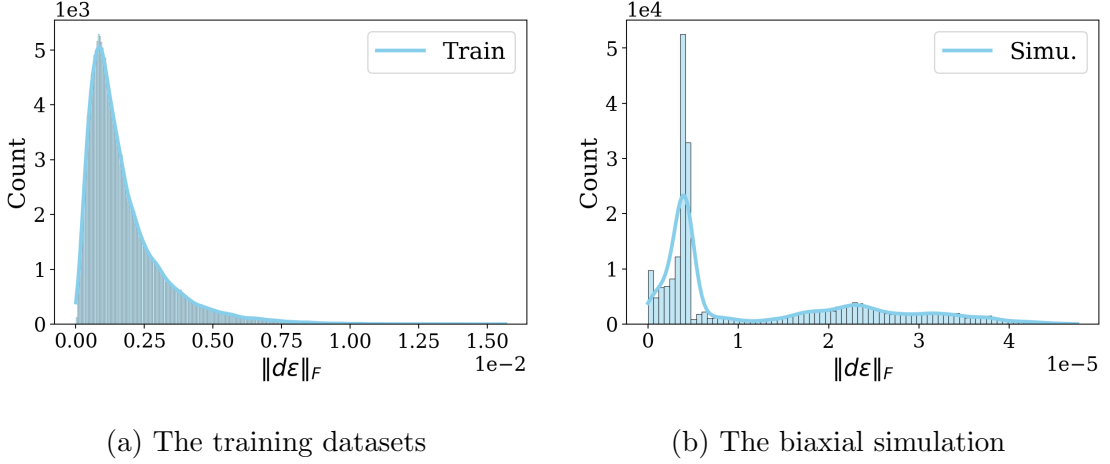 1e3
Train
Count
5
4
3
2
1
0
0.00 0.25 0.50 0.75 1.00 1.25 1.50
1e−2
‖dε‖F
(a) The training datasets
1e4
Simu.
Count
5
4
3
2
1
0
0 1 2 3 4
1e−5
‖dε‖F
(b) The biaxial simulation